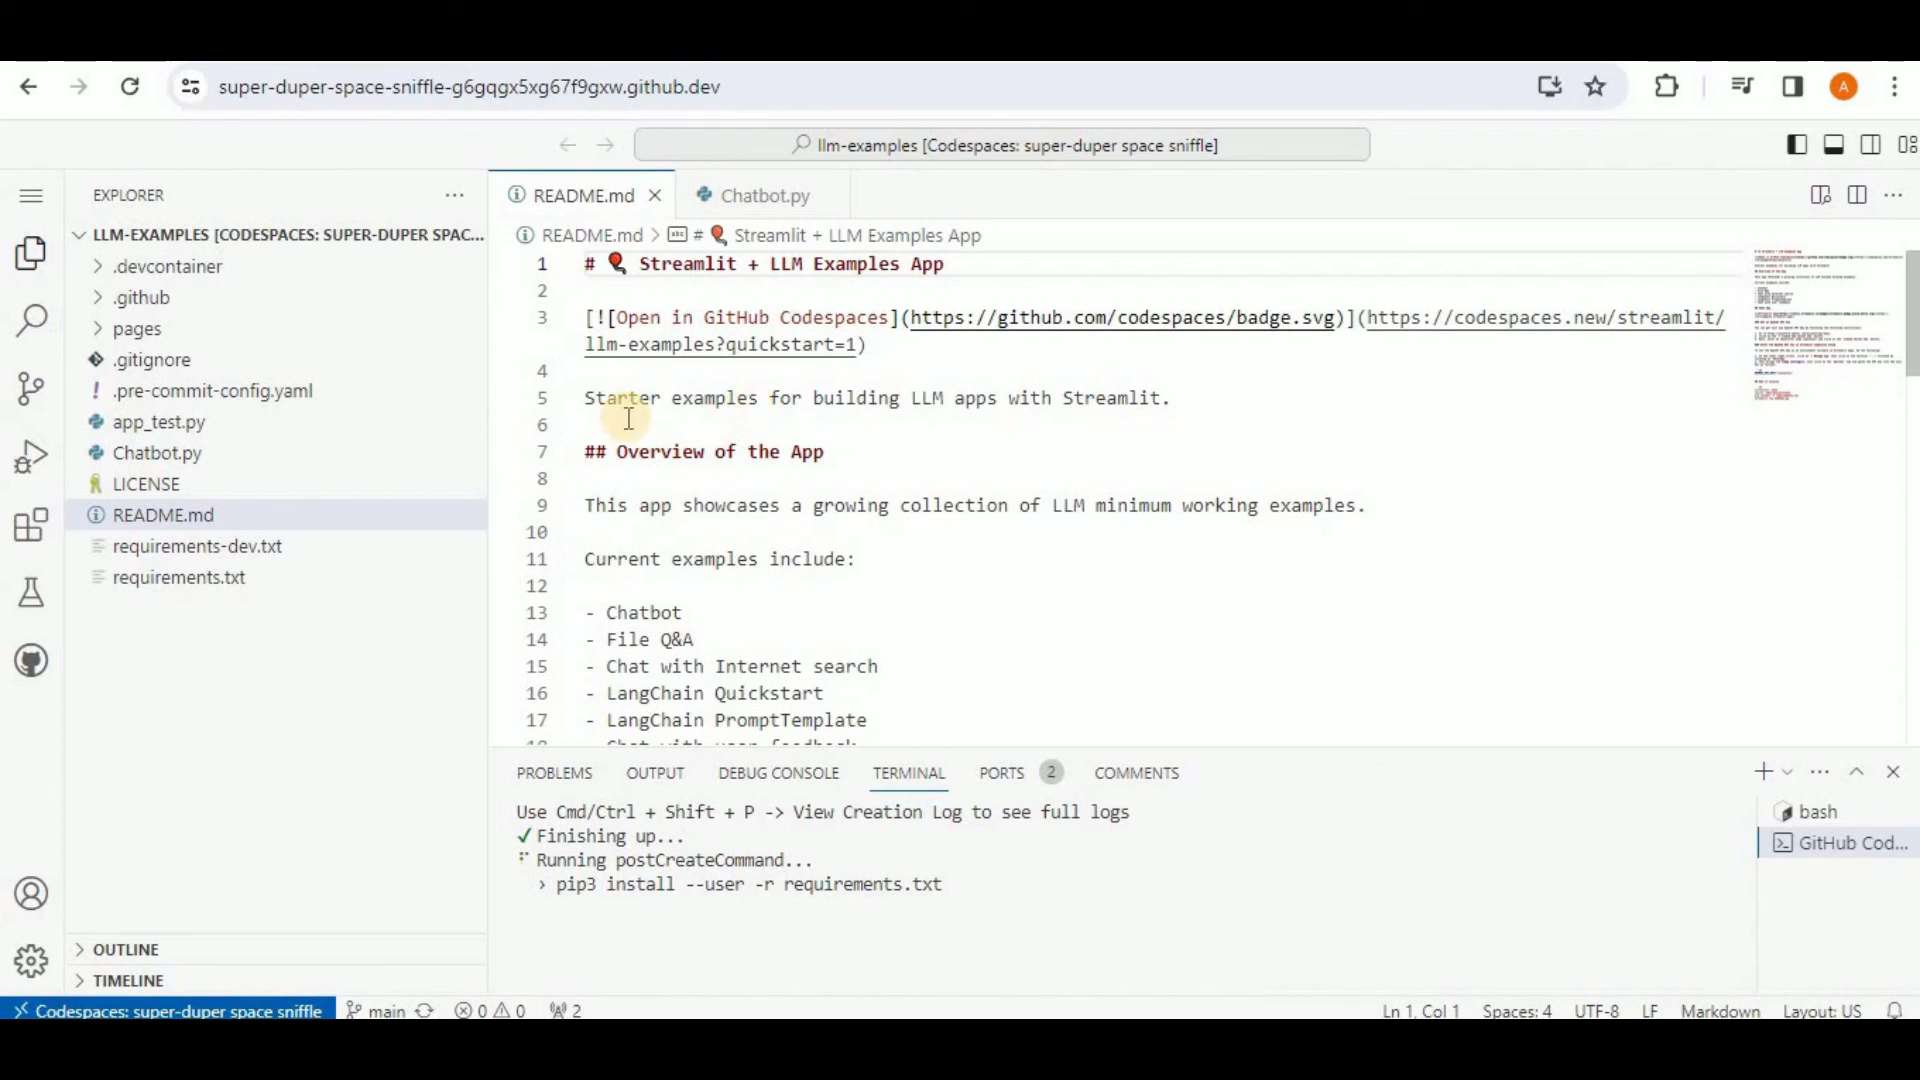 super-duper-space-sniffle-g6gqgx5xg67f9gxw.github.dev
A
llm-examples [Codespaces: super-duper space sniffle]
EXPLORER
LLM-EXAMPLES [CODESPACES: SUPER-DUPER SPAC...
.devcontainer
.github
pages
.gitignore
! .pre-commit-config.yaml
app_test.py
Chatbot.py
LICENSE
README.md
requirements-dev.txt
requirements.txt
OUTLINE
TIMELINE
README.md
Chatbot.py
README.md > # Streamlit + LLM Examples App
1 # Streamlit + LLM Examples App
2
3 [![Open in GitHub Codespaces](https://github.com/codespaces/badge.svg)](https://codespaces.new/streamlit/
llm-examples?quickstart=1)
4
5 Starter examples for building LLM apps with Streamlit.
6
7 ## Overview of the App
8
9 This app showcases a growing collection of LLM minimum working examples.
10
11 Current examples include:
12
13 - Chatbot
14 - File Q&A
15 - Chat with Internet search
16 - LangChain Quickstart
17 - LangChain PromptTemplate
18 - Chat with user feedback
PROBLEMS OUTPUT DEBUG CONSOLE TERMINAL PORTS 2 COMMENTS
Use Cmd/Ctrl + Shift + P -> View Creation Log to see full logs
✓ Finishing up...
⠋ Running postCreateCommand...
› pip3 install --user -r requirements.txt
bash
GitHub Cod...
Codespaces: super-duper space sniffle main 0 0 2 Ln 1, Col 1 Spaces: 4 UTF-8 LF Markdown Layout: US